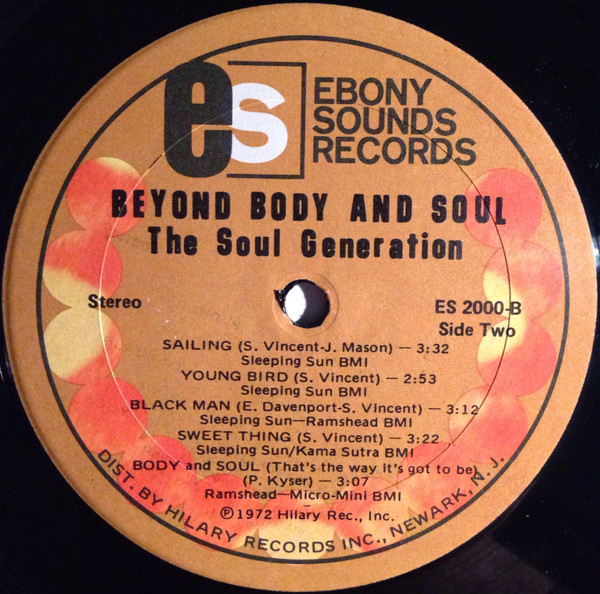 es
EBONY
SOUNDS
RECORDS
BEYOND BODY AND SOUL
The Soul Generation
Stereo
ES 2000-B
Side Two
SAILING (S. Vincent-J. Mason) — 3:32
Sleeping Sun BMI
YOUNG BIRD (S. Vincent) — 2:53
Sleeping Sun BMI
BLACK MAN (E. Davenport-S. Vincent) — 3:12
Sleeping Sun—Ramshead BMI
SWEET THING (S. Vincent) — 3:22
Sleeping Sun/Kama Sutra BMI
BODY and SOUL (That's the way it's got to be)
(P. Kyser) — 3:07
Ramshead—Micro-Mini BMI
℗1972 Hilary Rec., Inc.
DIST. BY HILARY RECORDS INC., NEWARK, N.J.